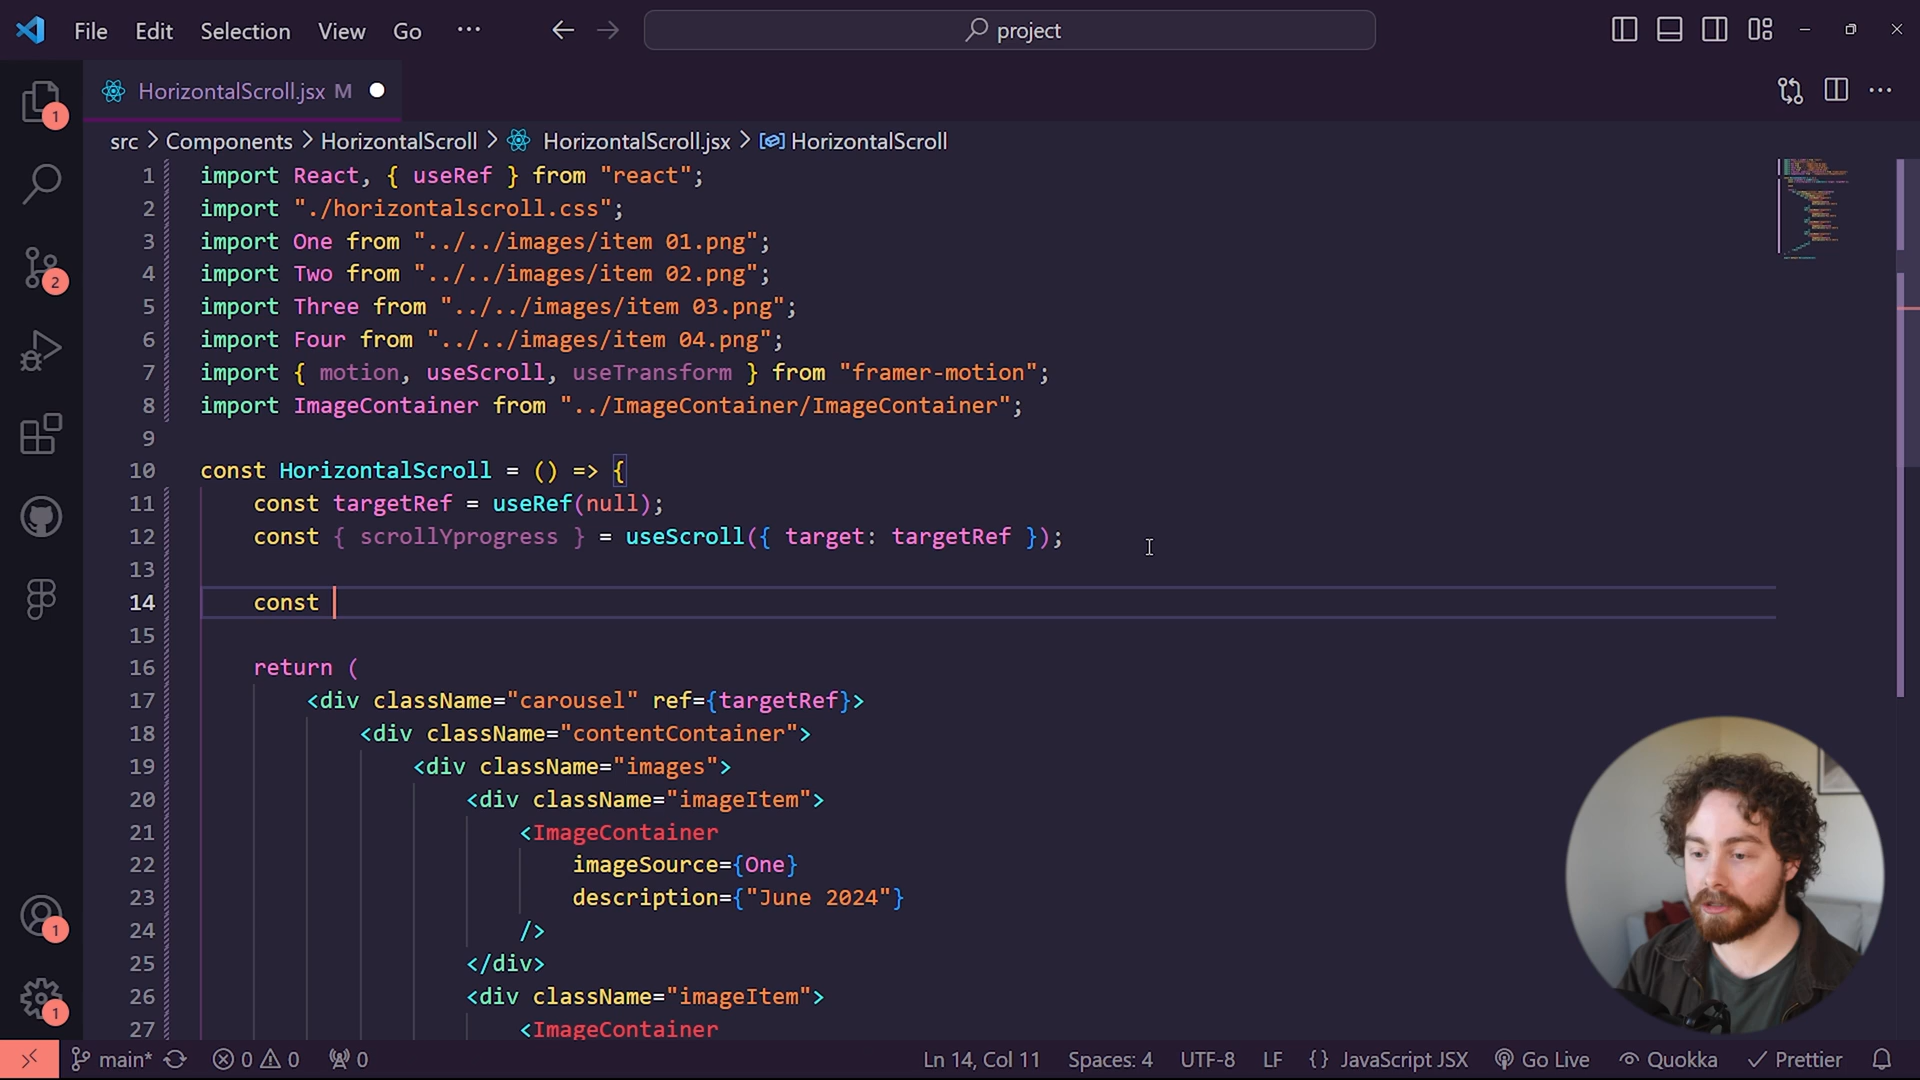 File Edit Selection View Go ··· project
HorizontalScroll.jsx M
src > Components > HorizontalScroll > HorizontalScroll.jsx > HorizontalScroll
1 import React, { useRef } from "react";
2 import "./horizontalscroll.css";
3 import One from "../../images/item 01.png";
4 import Two from "../../images/item 02.png";
5 import Three from "../../images/item 03.png";
6 import Four from "../../images/item 04.png";
7 import { motion, useScroll, useTransform } from "framer-motion";
8 import ImageContainer from "../ImageContainer/ImageContainer";
9
10 const HorizontalScroll = () => {
11 const targetRef = useRef(null);
12 const { scrollYprogress } = useScroll({ target: targetRef });
13
14 const
15
16 return (
17 <div className="carousel" ref={targetRef}>
18 <div className="contentContainer">
19 <div className="images">
20 <div className="imageItem">
21 <ImageContainer
22 imageSource={One}
23 description={"June 2024"}
24 />
25 </div>
26 <div className="imageItem">
27 <ImageContainer
1
2
1
1
main* 0 0 0 Ln 14, Col 11 Spaces: 4 UTF-8 LF {} JavaScript JSX Go Live Quokka Prettier